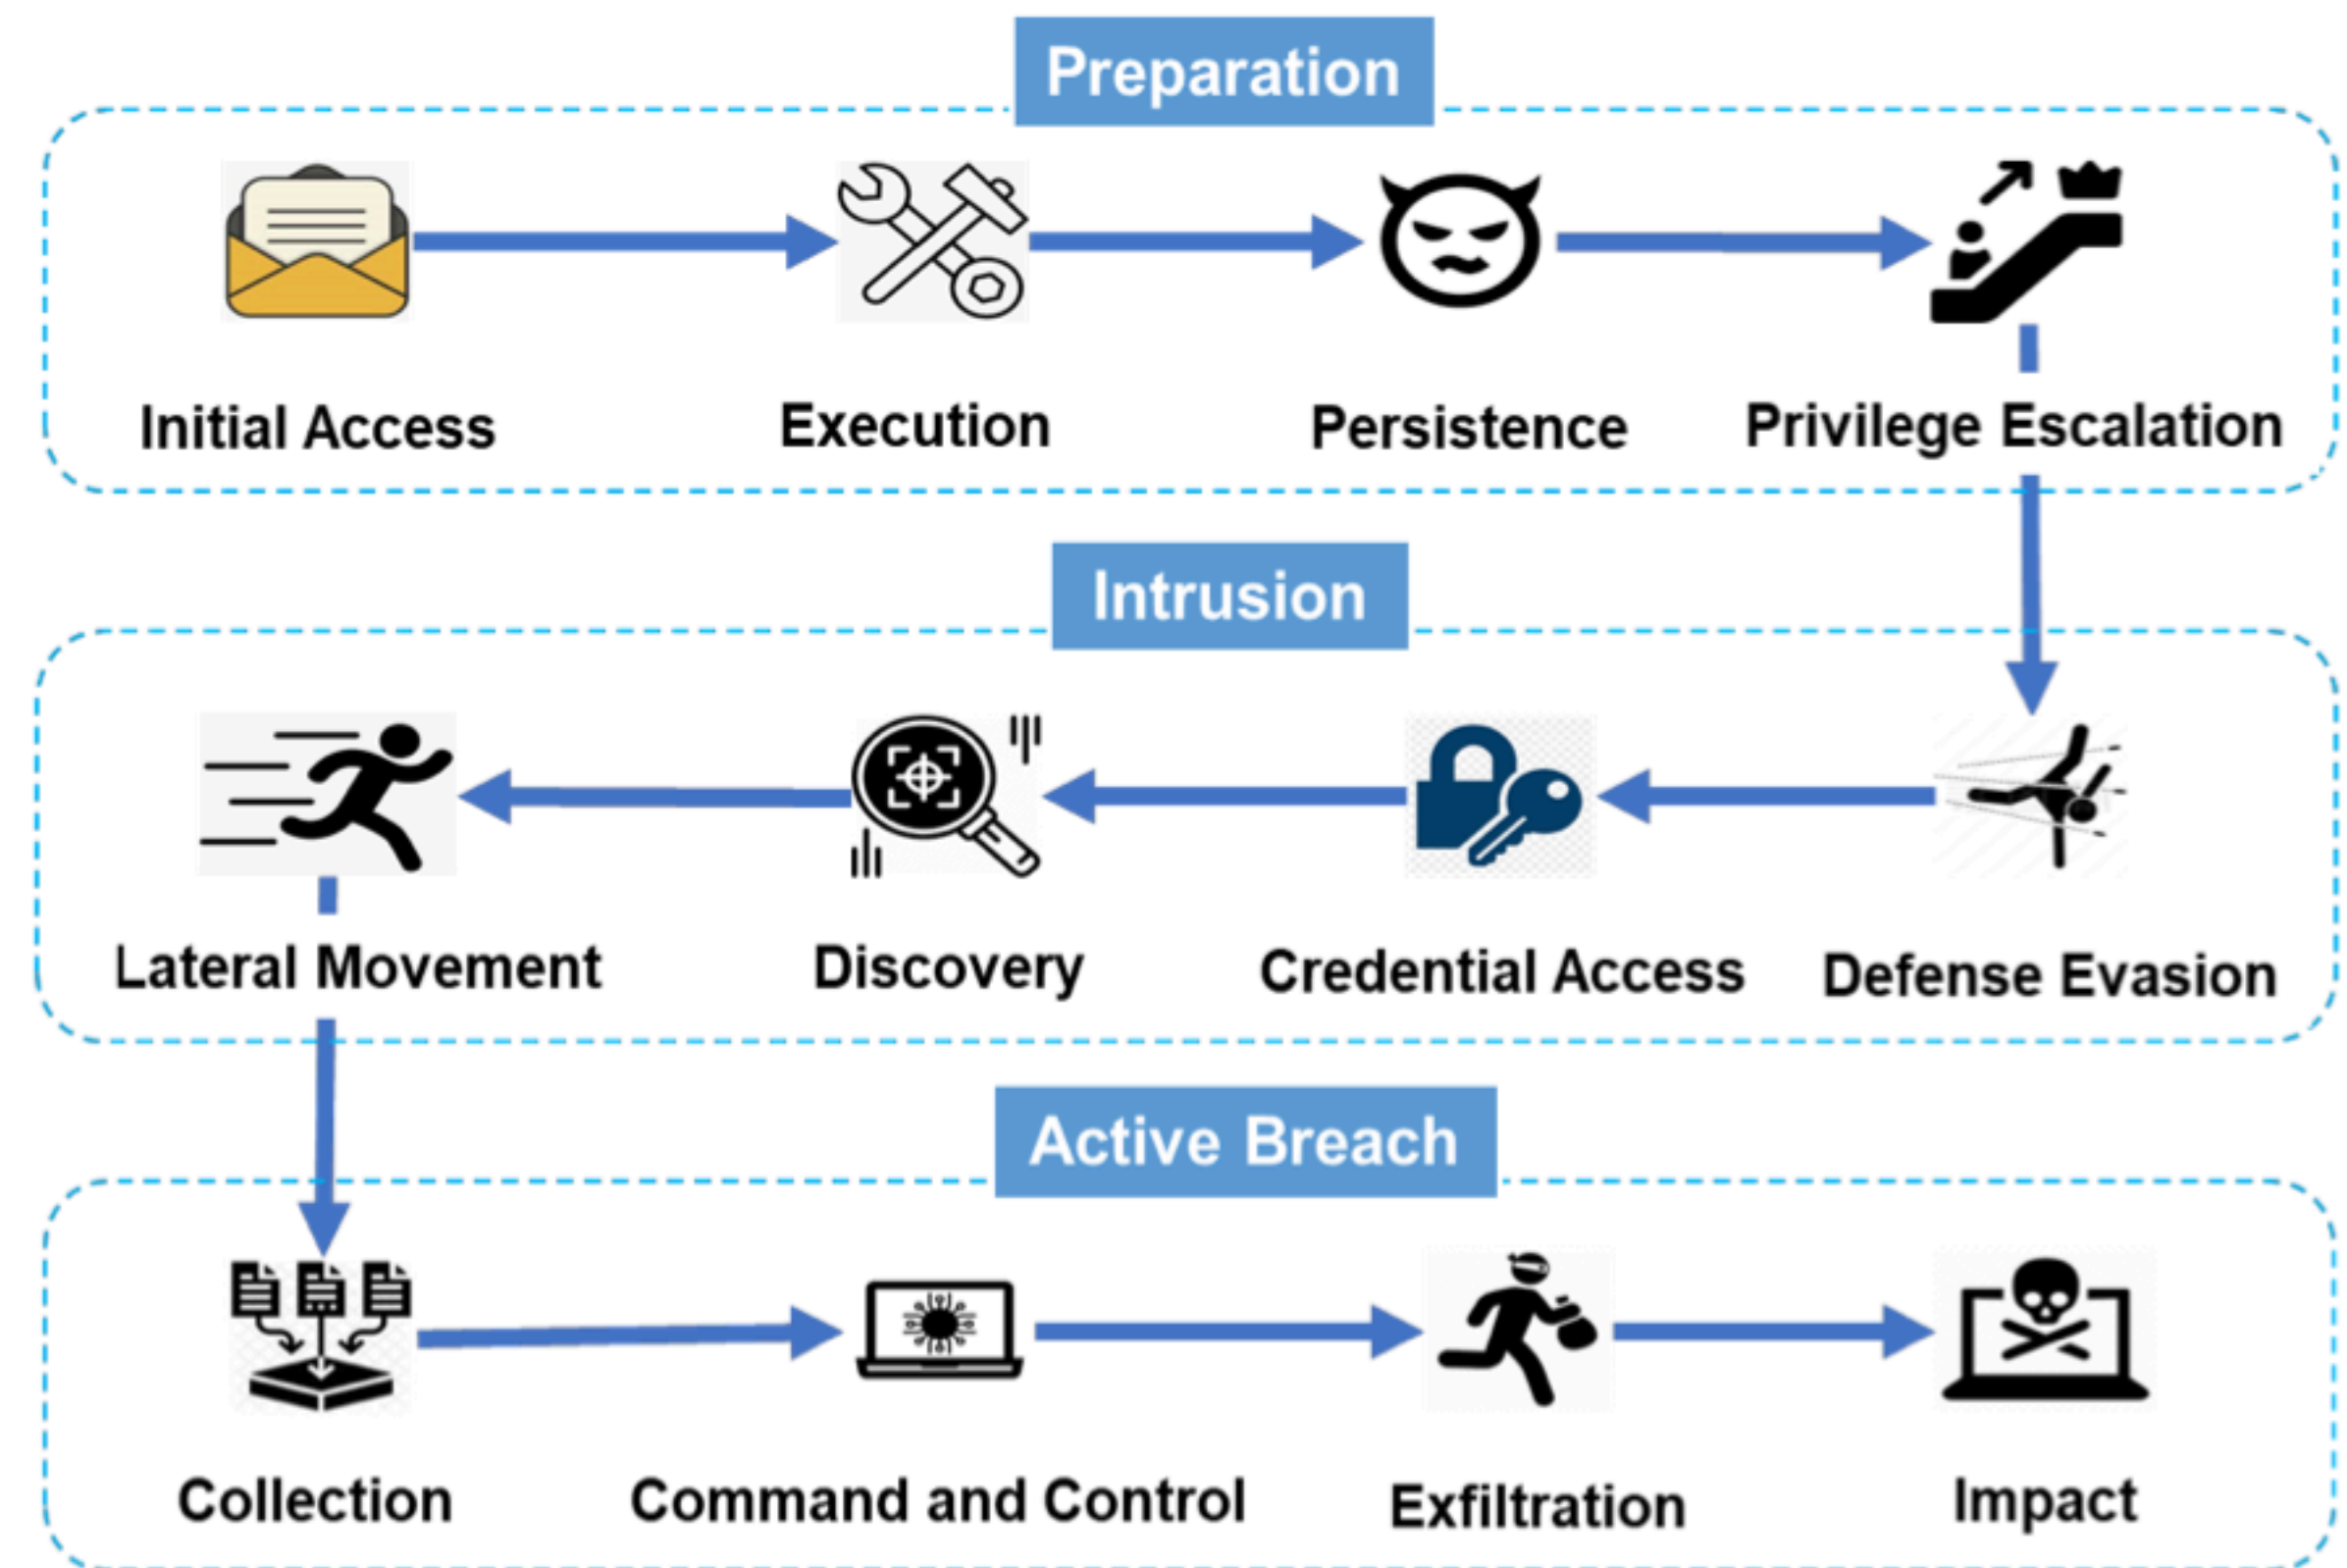 Preparation
Initial Access
Execution
Persistence
Privilege Escalation
Intrusion
Lateral Movement
Discovery
Credential Access
Defense Evasion
Active Breach
Collection
Command and Control
Exfiltration
Impact